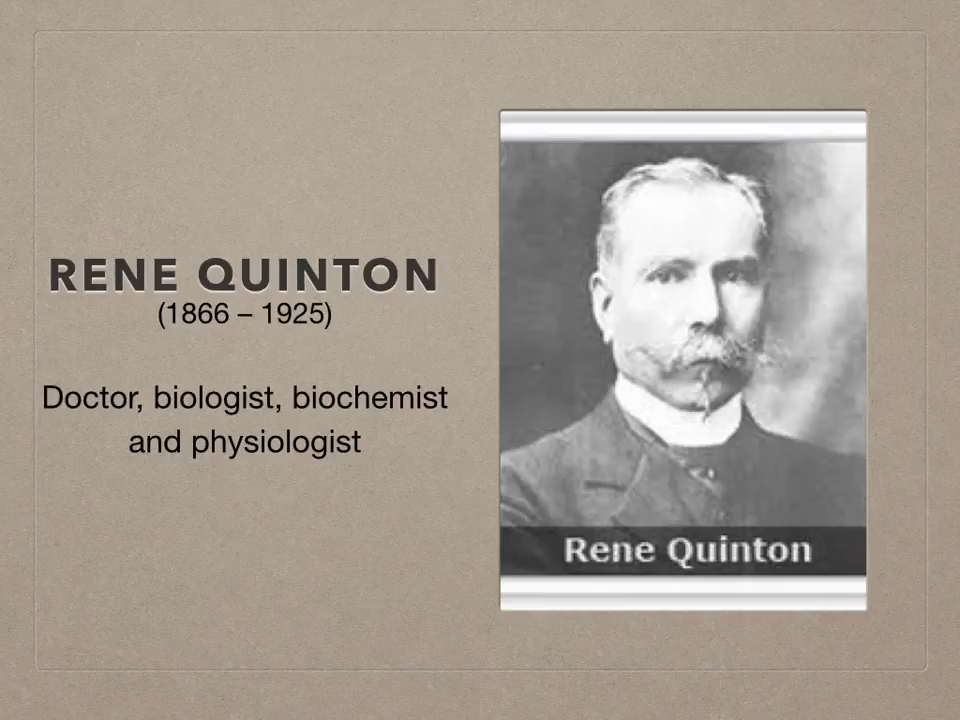 RENE QUINTON
(1866 – 1925)
Doctor, biologist, biochemist
and physiologist
Rene Quinton